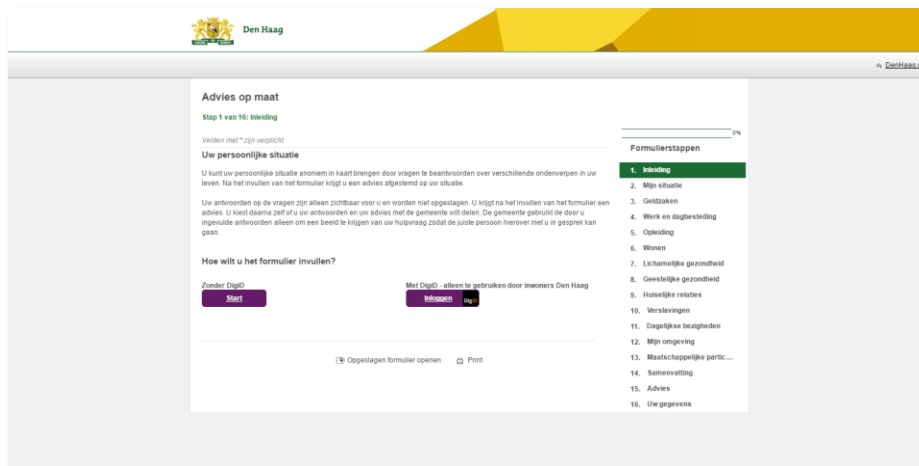 Den Haag
Advies op maat
Stap 1 van 16: Inleiding
Velden met * zijn verplicht
Uw persoonlijke situatie
U kunt uw persoonlijke situatie anoniem in kaart brengen door vragen te beantwoorden over verschillende onderwerpen in uw
leven. Na het invullen van het formulier krijgt u een advies afgestemd op uw situatie.
Uw antwoorden op de vragen zijn alleen zichtbaar voor u en worden niet opgeslagen. U krijgt na het invullen van het formulier een
advies. U kiest daarna zelf of u uw antwoorden en uw advies met de gemeente wilt delen. De gemeente gebruikt de door u
ingevulde antwoorden alleen om een beeld te krijgen van uw hulpvraag zodat de juiste persoon hierover met u in gesprek kan
gaan.
Hoe wilt u het formulier invullen?
Zonder DigiD
Start
Met DigiD - alleen te gebruiken door inwoners Den Haag
Inloggen DigiD
Opgeslagen formulier openen Print
0%
Formulierstappen
1. Inleiding
2. Mijn situatie
3. Geldzaken
4. Werk en dagbesteding
5. Opleiding
6. Wonen
7. Lichamelijke gezondheid
8. Geestelijke gezondheid
9. Huiselijke relaties
10. Verslavingen
11. Dagelijkse bezigheden
12. Mijn omgeving
13. Maatschappelijke partic...
14. Samenvatting
15. Advies
16. Uw gegevens